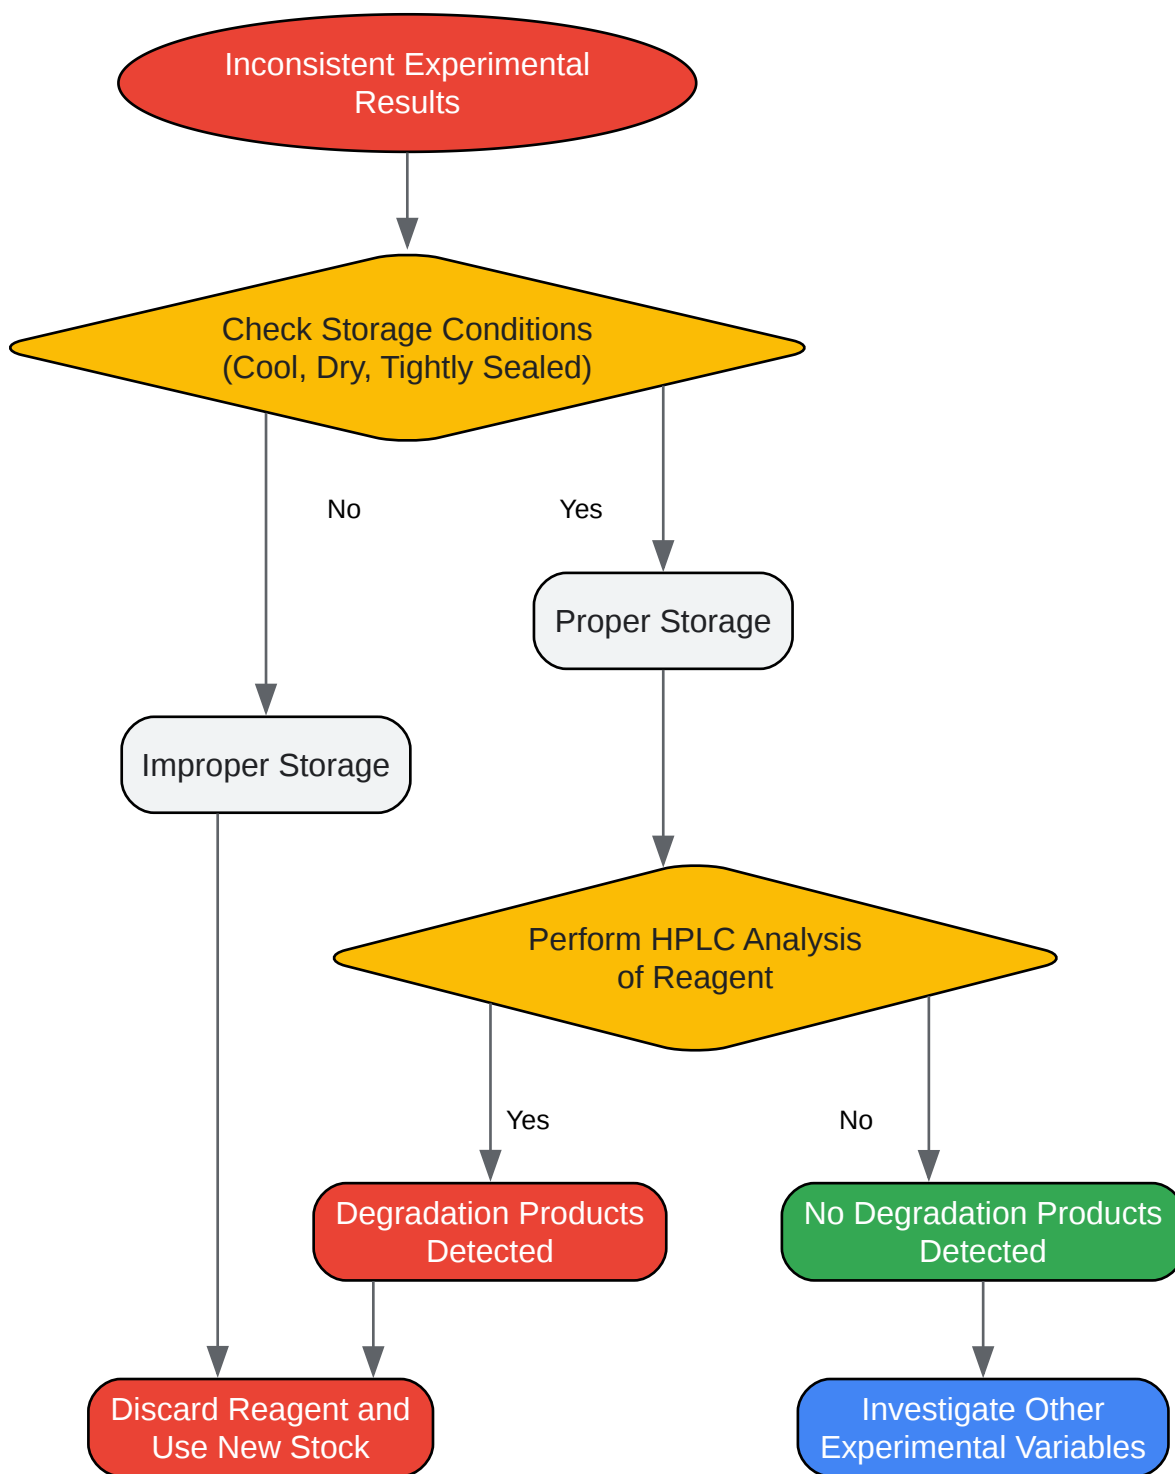 Inconsistent Experimental
Results
Check Storage Conditions
(Cool, Dry, Tightly Sealed)
No
Yes
Proper Storage
Improper Storage
Perform HPLC Analysis
of Reagent
Yes
No
Degradation Products
Detected
No Degradation Products
Detected
Discard Reagent and
Use New Stock
Investigate Other
Experimental Variables